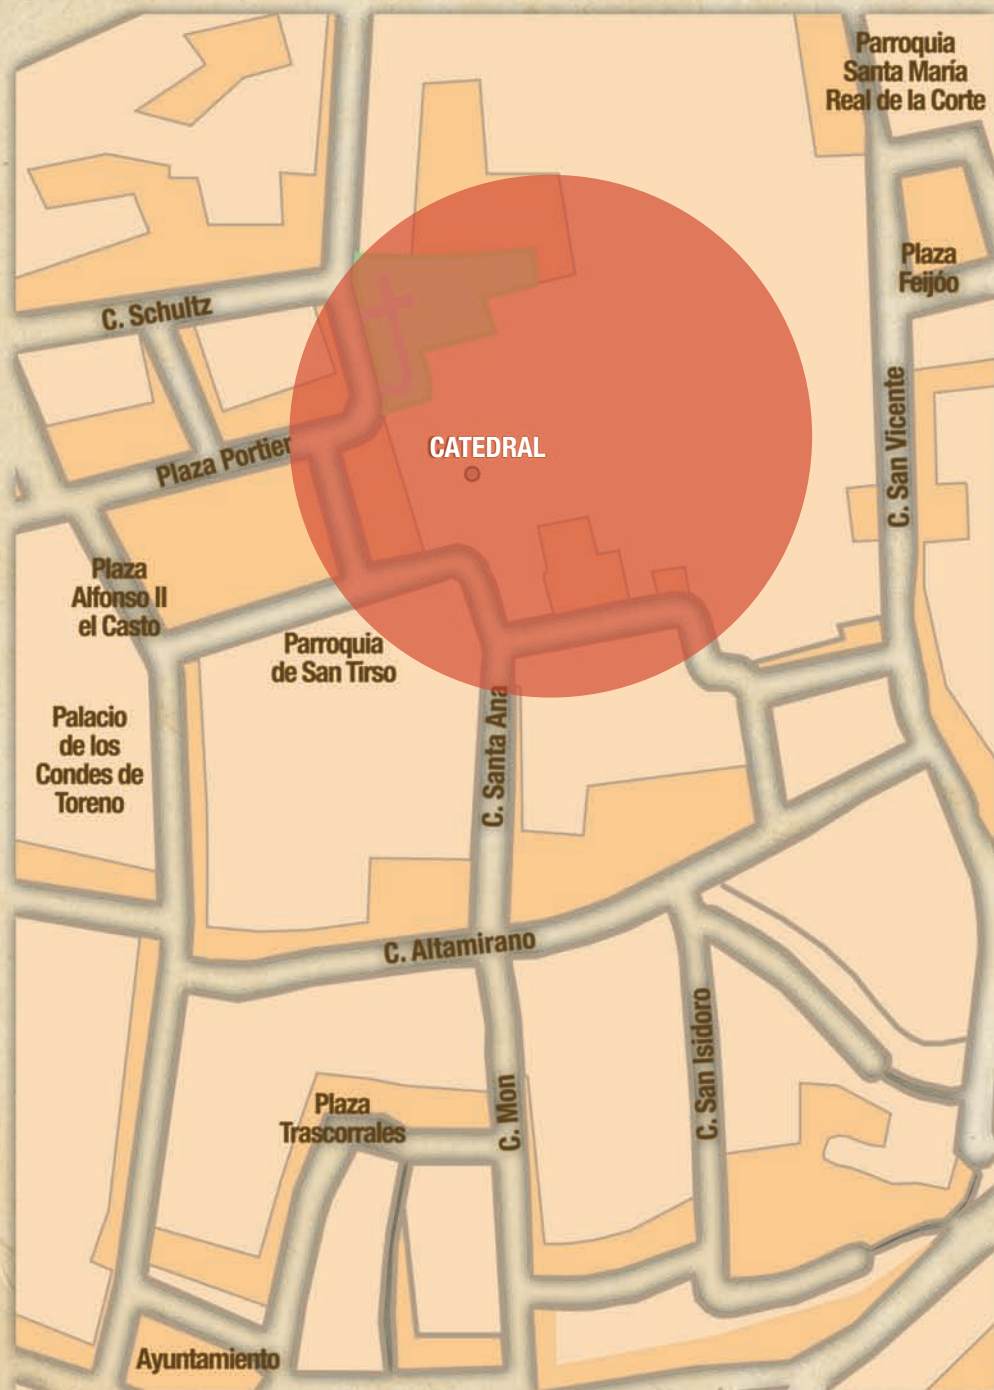 Parroquia
Santa María
Real de la Corte
Plaza
Feijóo
C. Schultz
C. San Vicente
Plaza Portier
CATEDRAL
Plaza
Alfonso II
el Casto
Parroquia
de San Tirso
Palacio
de los
Condes de
Toreno
C. Santa Ana
C. Altamirano
C. San Isidoro
C. Mon
Plaza
Trascorrales
Ayuntamiento